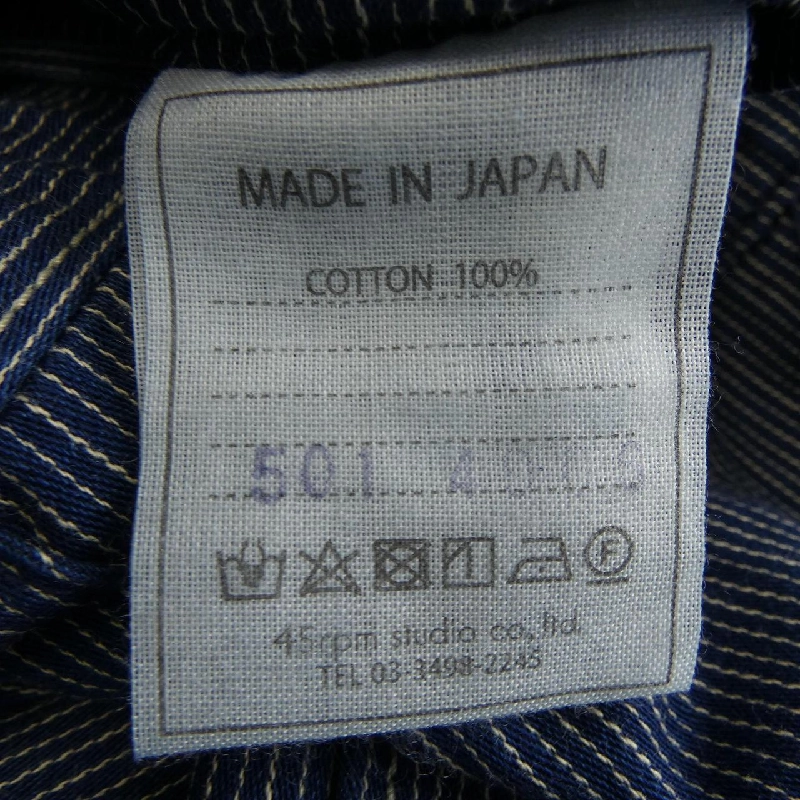 MADE IN JAPAN
COTTON 100%
501
F
45rpm studio co., ltd.
TEL 03-3498-2245